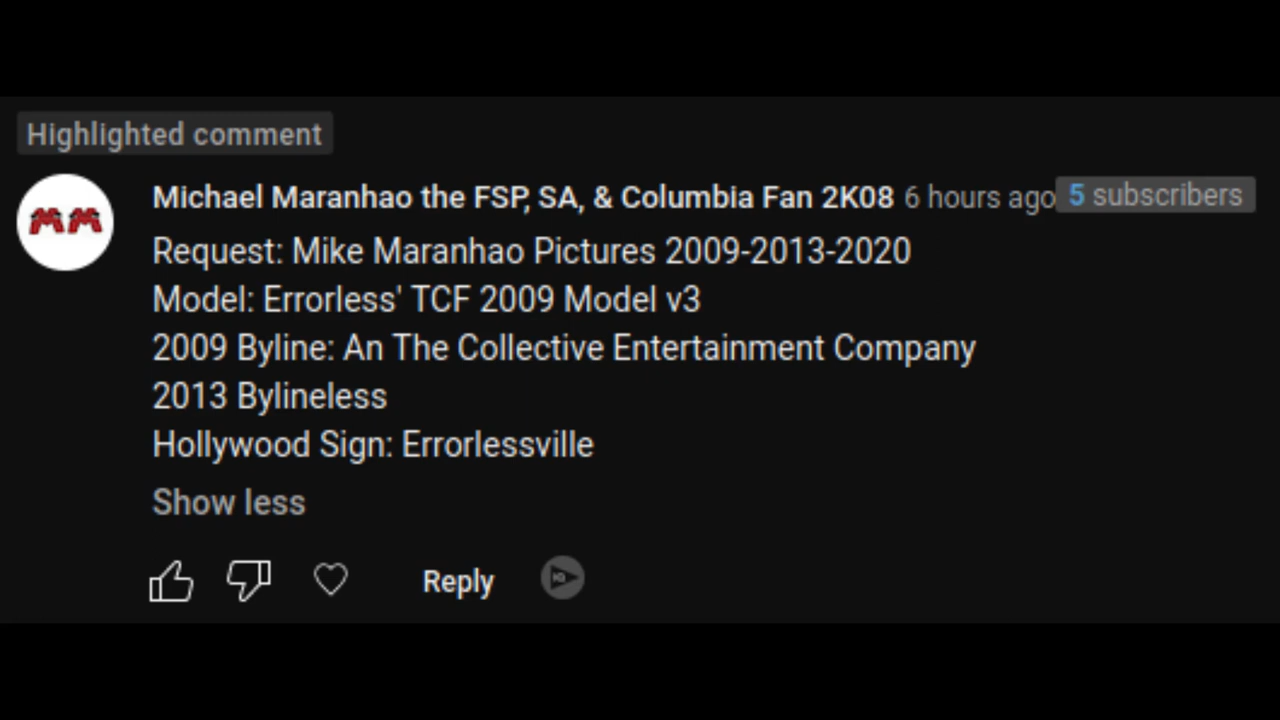 Highlighted comment
Michael Maranhao the FSP, SA, & Columbia Fan 2K08 6 hours ago 5 subscribers
Request: Mike Maranhao Pictures 2009-2013-2020
Model: Errorless' TCF 2009 Model v3
2009 Byline: An The Collective Entertainment Company
2013 Bylineless
Hollywood Sign: Errorlessville
Show less
Reply